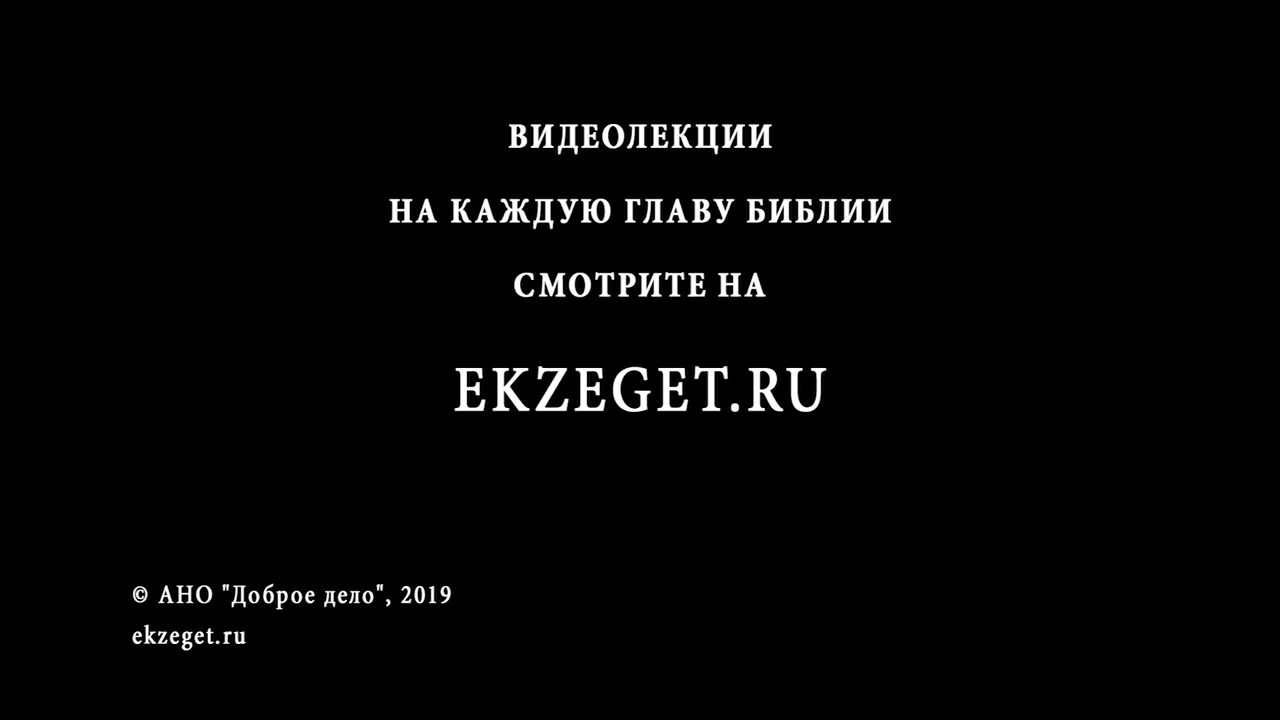 ВИДЕОЛЕКЦИИ
НА КАЖДУЮ ГЛАВУ БИБЛИИ
СМОТРИТЕ НА
EKZEGET.RU
© АНО "Доброе дело", 2019
ekzeget.ru